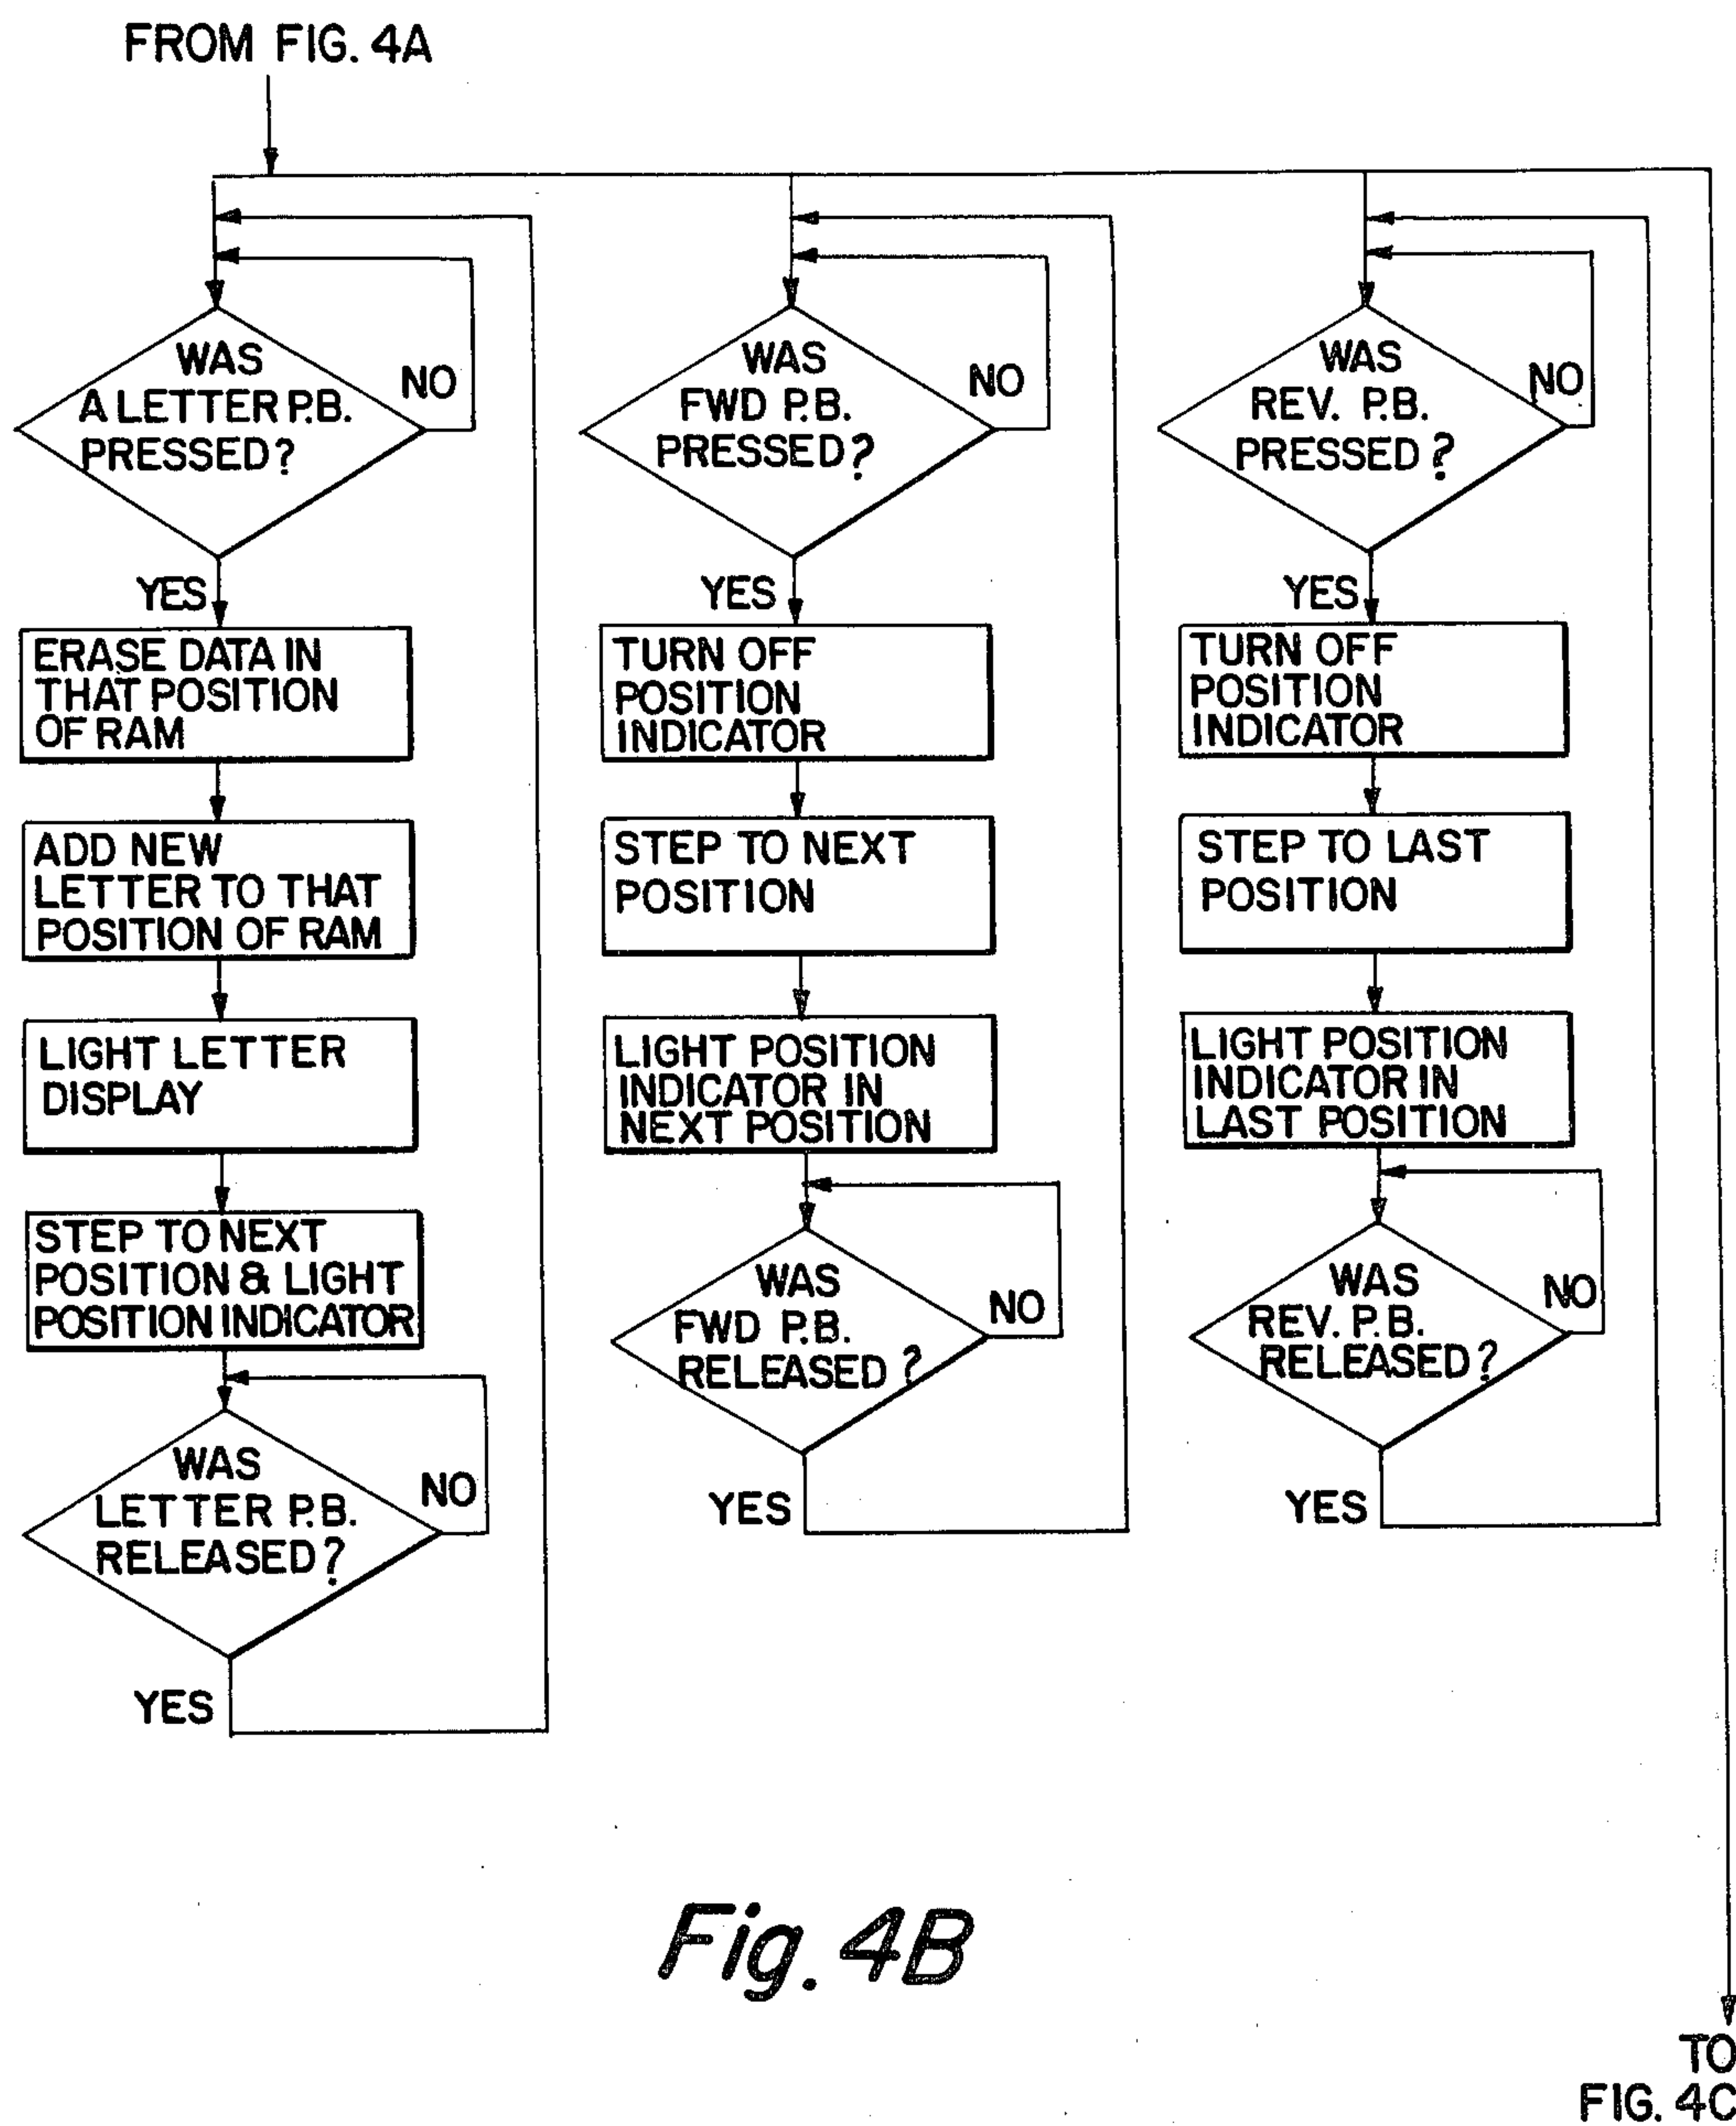 FROM FIG. 4A
WAS
A LETTER P.B.
PRESSED?
NO
YES
ERASE DATA IN
THAT POSITION
OF RAM
ADD NEW
LETTER TO THAT
POSITION OF RAM
LIGHT LETTER
DISPLAY
STEP TO NEXT
POSITION & LIGHT
POSITION INDICATOR
WAS
LETTER P.B.
RELEASED?
NO
YES
WAS
FWD P.B.
PRESSED?
NO
YES
TURN OFF
POSITION
INDICATOR
STEP TO NEXT
POSITION
LIGHT POSITION
INDICATOR IN
NEXT POSITION
WAS
FWD P.B.
RELEASED?
NO
YES
WAS
REV. P.B.
PRESSED?
NO
YES
TURN OFF
POSITION
INDICATOR
STEP TO LAST
POSITION
LIGHT POSITION
INDICATOR IN
LAST POSITION
WAS
REV. P.B.
RELEASED?
NO
YES
Fig. 4B
TO
FIG. 4C